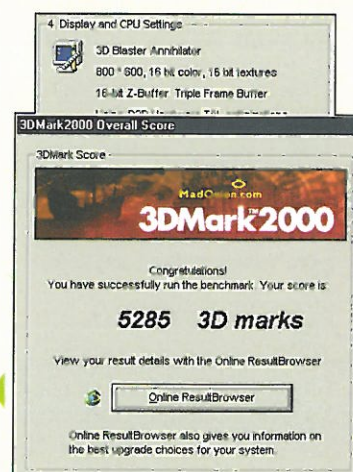 4. Display and CPU Settings
3D Blaster Annihilator
800 * 600, 16 bit color, 16 bit textures
16-bit Z-Buffer Triple Frame Buffer
3DMark2000 Overall Score
3DMark Score
MadOnion.com
3DMark™2000
Congratulations!
You have successfully run the benchmark. Your score is:
5285 3D marks
View your result details with the Online ResultBrowser
Online ResultBrowser
Online ResultBrowser also gives you information on
the best upgrade choices for your system.